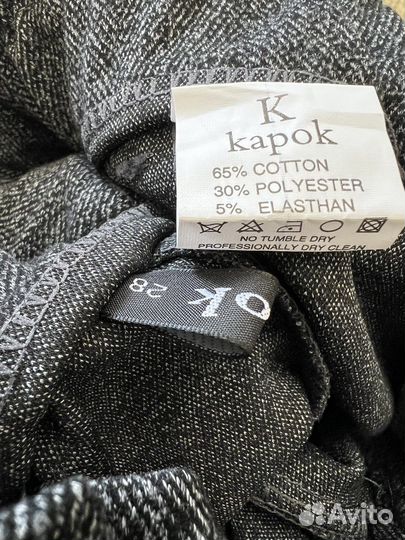 K
kapok
65% COTTON
30% POLYESTER
5% ELASTHAN
NO TUMBLE DRY
PROFESSIONALLY DRY CLEAN
ok
28
Avito